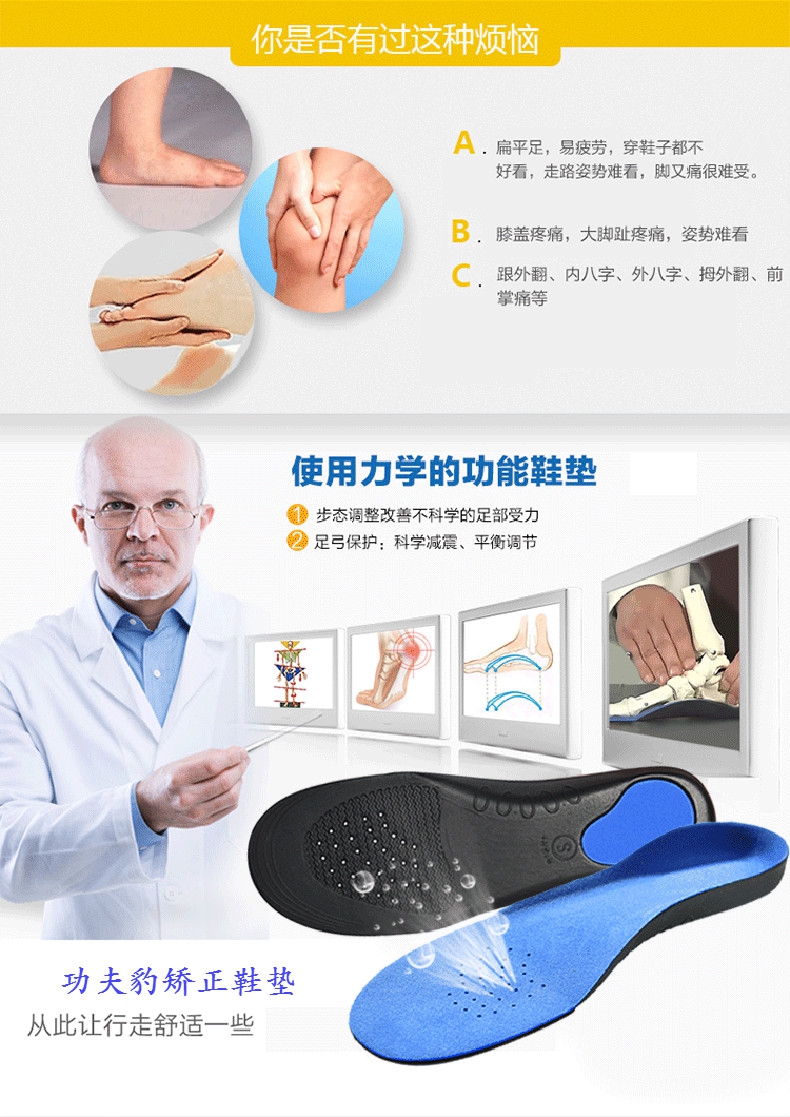 你是否有过这种烦恼
A. 扁平足，易疲劳，穿鞋子都不
好看，走路姿势难看，脚又痛很难受。
B. 膝盖疼痛，大脚趾疼痛，姿势难看
C. 跟外翻、内八字、外八字、拇外翻、前
掌痛等
使用力学的功能鞋垫
1 步态调整改善不科学的足部受力
2 足弓保护：科学减震、平衡调节
S
功夫豹矫正鞋垫
从此让行走舒适一些